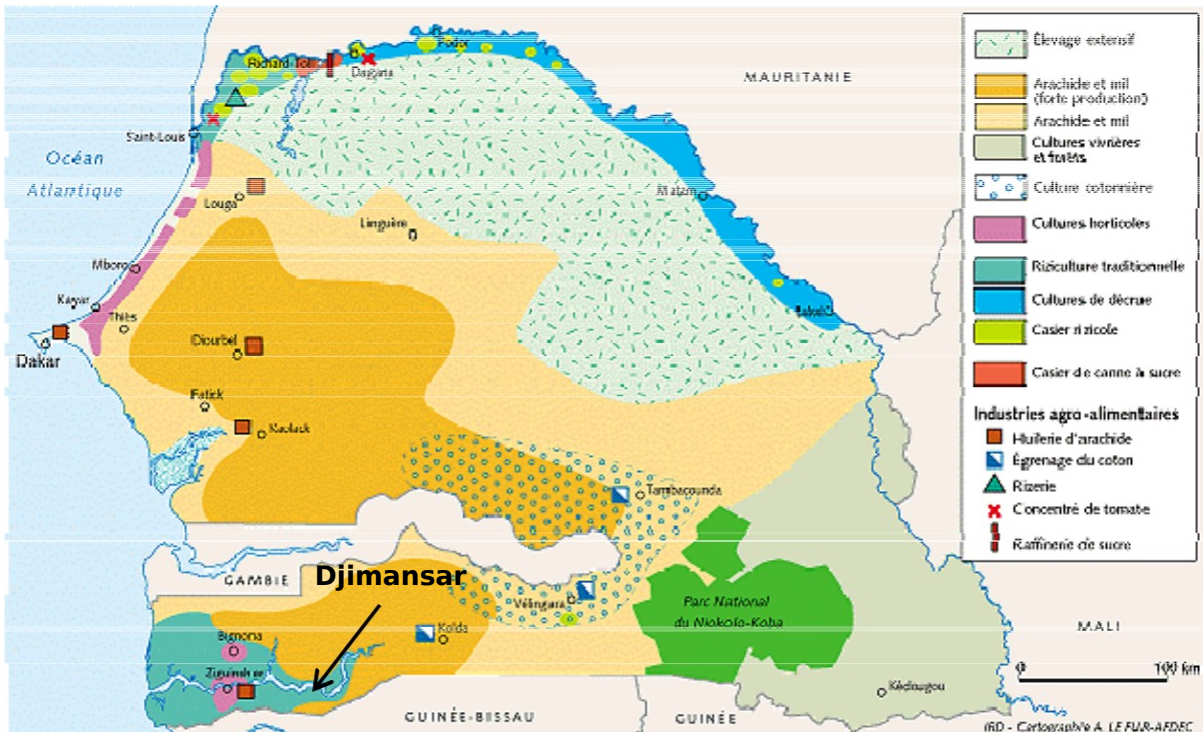 Océan
Atlantique
MAURITANIE
MALI
GUINÉE
GUINÉE-BISSAU
GAMBIE
Richard-Toll
Dagana
Podor
Saint-Louis
Matam
Bakel
Louga
Linguère
Mboro
Kayar
Thiès
Dakar
Diourbel
Fatick
Kaolack
Tambacounda
Djimansar
Vélingara
Kolda
Bignona
Ziguinchor
Parc National
du Niokolo-Koba
Kédougou
Élevage extensif
Arachide et mil
(forte production)
Arachide et mil
Cultures vivrières
et forêts
Culture cotonnière
Cultures horticoles
Riziculture traditionnelle
Cultures de décrue
Casier rizicole
Casier de canne à sucre
Industries agro-alimentaires
Huilerie d'arachide
Égrenage du coton
Rizerie
Concentré de tomate
Raffinerie de sucre
0 100 km
IRD - Cartographie A. LE FUR-AFDEC